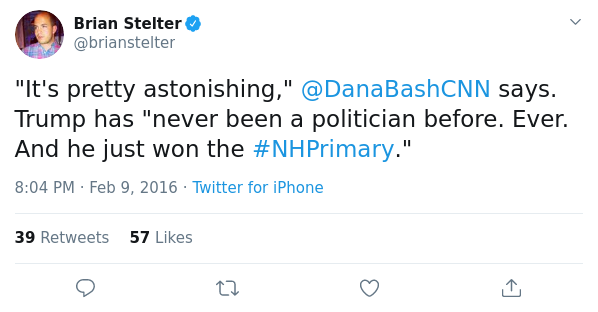 Brian Stelter
@brianstelter
"It's pretty astonishing," @DanaBashCNN says.
Trump has "never been a politician before. Ever.
And he just won the #NHPrimary."
8:04 PM · Feb 9, 2016 · Twitter for iPhone
39 Retweets 57 Likes